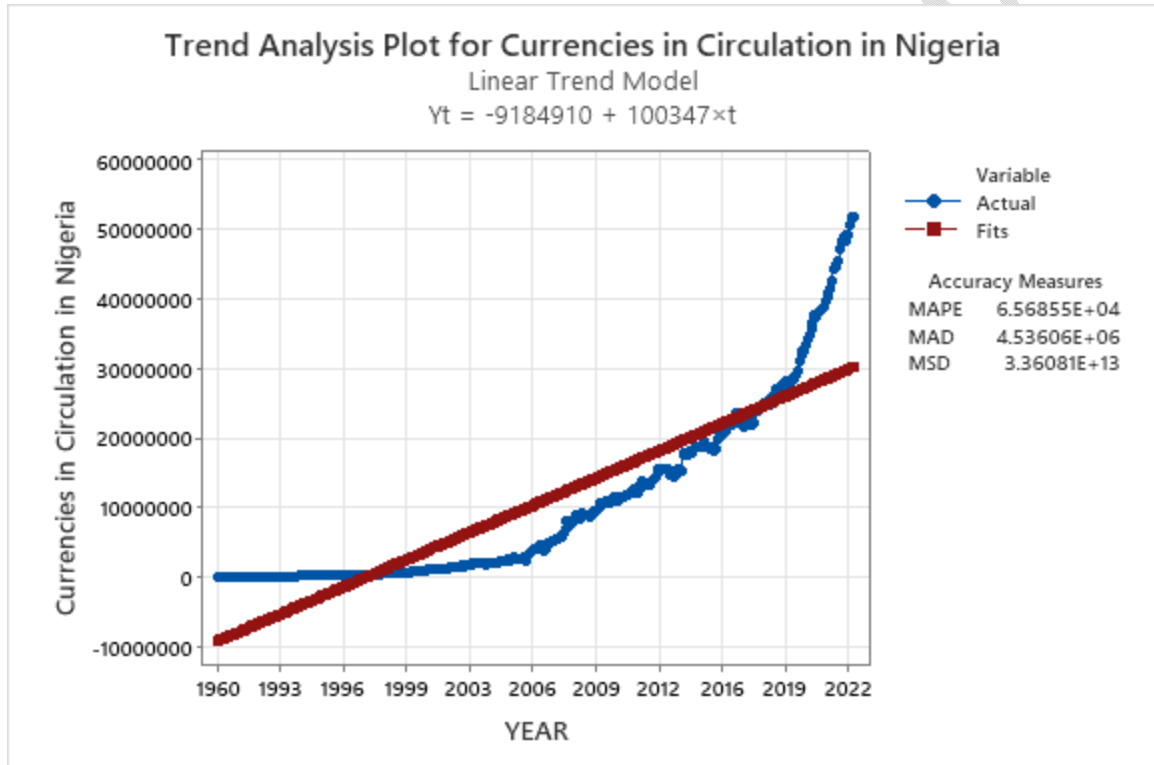 Trend Analysis Plot for Currencies in Circulation in Nigeria
Linear Trend Model
Yt = -9184910 + 100347×t
Currencies in Circulation in Nigeria
60000000
50000000
40000000
30000000
20000000
10000000
0
-10000000
1960 1993 1996 1999 2003 2006 2009 2012 2016 2019 2022
YEAR
Variable
Actual
Fits
Accuracy Measures
MAPE 6.56855E+04
MAD 4.53606E+06
MSD 3.36081E+13